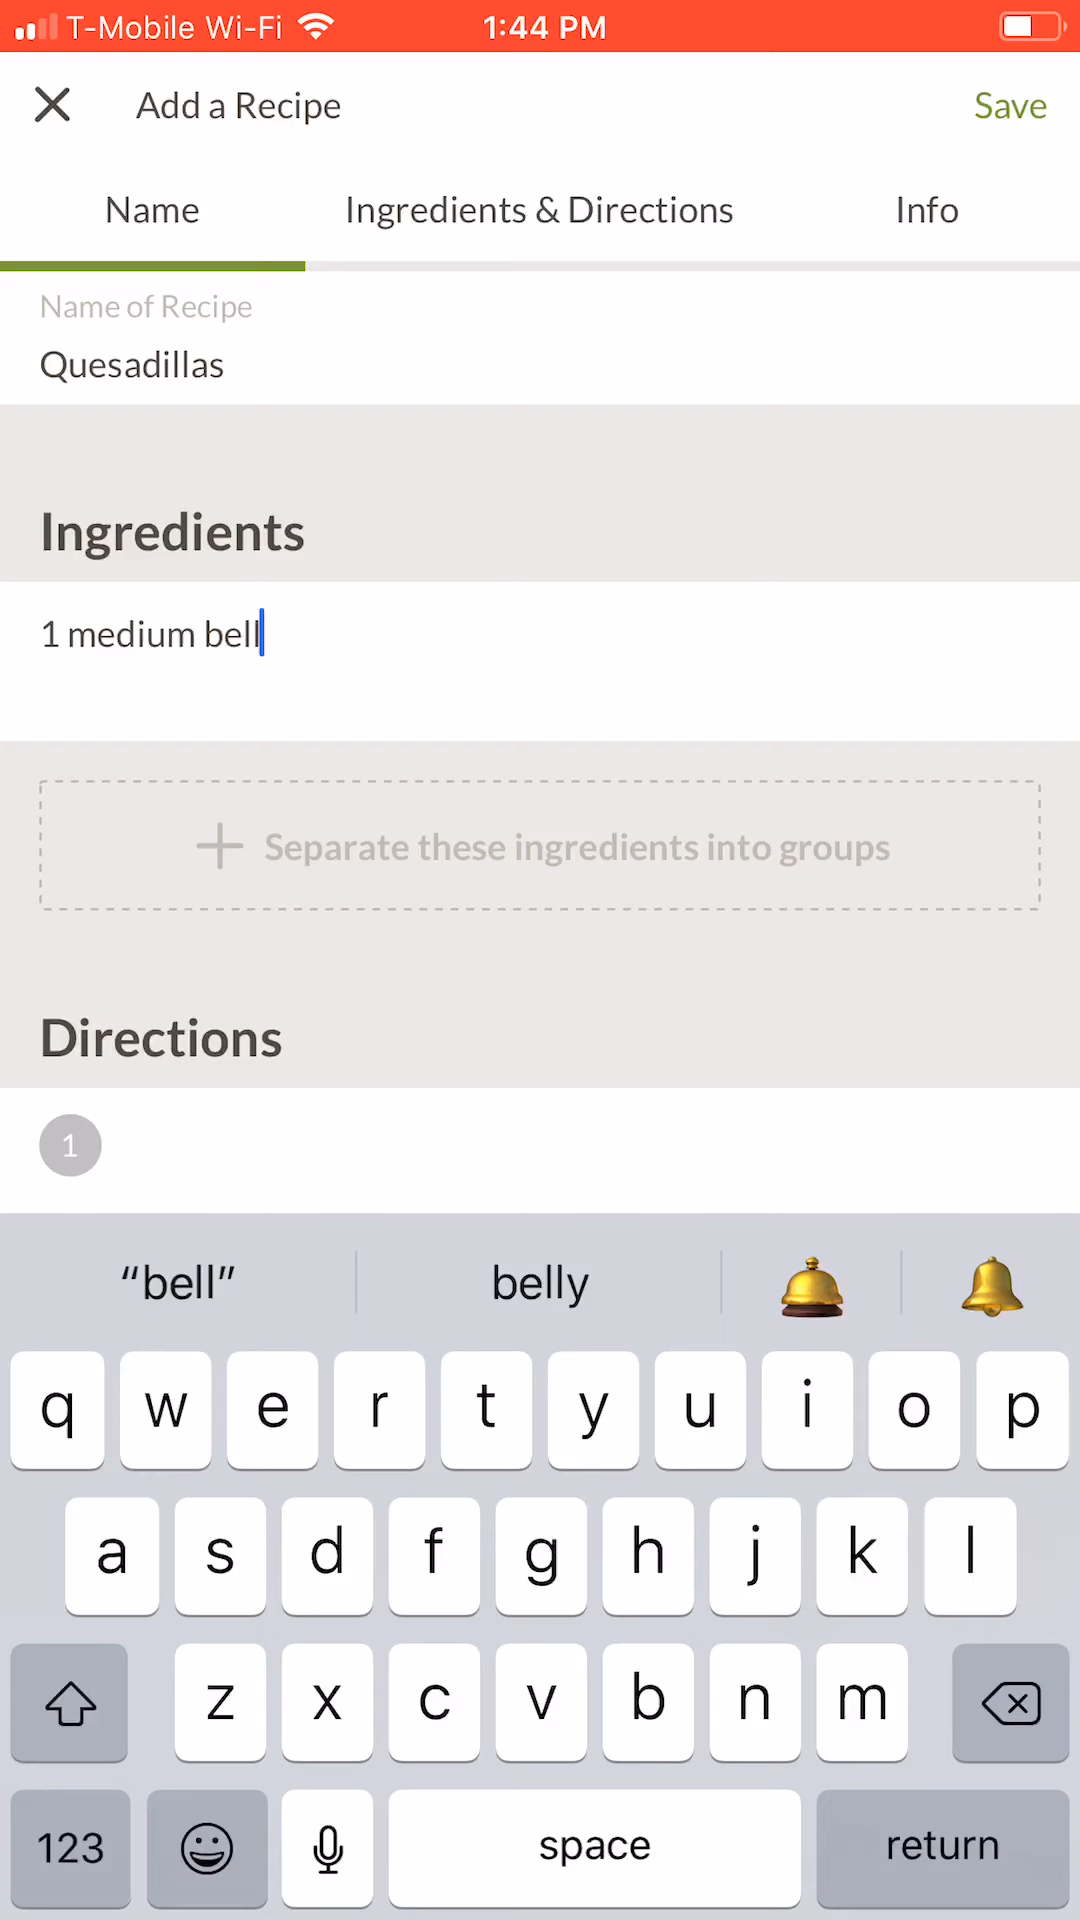 T-Mobile Wi-Fi 1:44 PM
Add a Recipe Save
Name Ingredients & Directions Info
Name of Recipe
Quesadillas
Ingredients
1 medium bell
Separate these ingredients into groups
Directions
1
“bell” belly
q w e r t y u i o p
a s d f g h j k l
z x c v b n m
123 space return